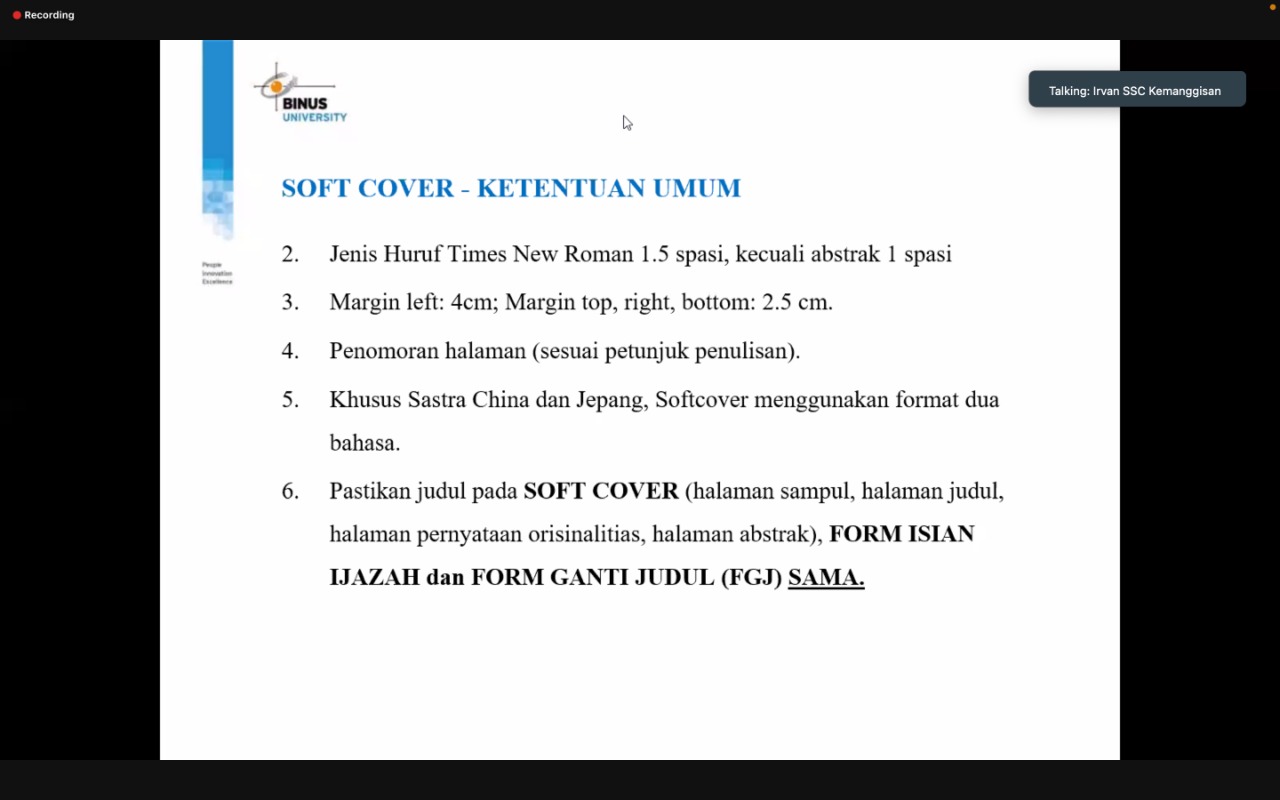 Recording
Talking: Irvan SSC Kemanggisan
BINUS
UNIVERSITY
People
Innovation
Excellence
SOFT COVER - KETENTUAN UMUM
2. Jenis Huruf Times New Roman 1.5 spasi, kecuali abstrak 1 spasi
3. Margin left: 4cm; Margin top, right, bottom: 2.5 cm.
4. Penomoran halaman (sesuai petunjuk penulisan).
5. Khusus Sastra China dan Jepang, Softcover menggunakan format dua
bahasa.
6. Pastikan judul pada SOFT COVER (halaman sampul, halaman judul,
halaman pernyataan orisinalitias, halaman abstrak), FORM ISIAN
IJAZAH dan FORM GANTI JUDUL (FGJ) SAMA.